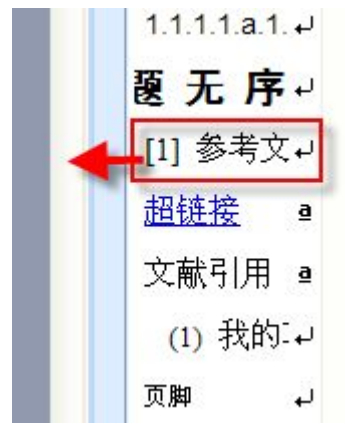 1.1.1.1.a.1. ↵
题 无 序 ↵
[1] 参考文 ↵
超链接 a
文献引用 a
(1) 我的 ↵
页脚 ↵